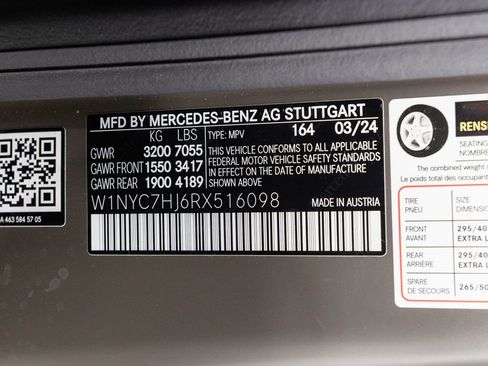 MFD BY MERCEDES-BENZ AG STUTTGART
KG LBS TYPE: MPV 164 03/24
GVWR 3200 7055
GAWR FRONT 1550 3417
GAWR REAR 1900 4189
THIS VEHICLE CONFORMS TO ALL APPLICABLE
FEDERAL MOTOR VEHICLE SAFETY STANDARDS
IN EFFECT ON THE DATE OF MANUFACTURE
SHOWN ABOVE.
W1NYC7HJ6RX516098 MADE IN AUSTRIA
A 463 584 57 05
RENSE
SEATING
The combined weight
Le poids total des occupant
TIRE SIZE
PNEU DIMENSION
FRONT 295/40
AVANT EXTRA L
REAR 295/40
ARRIÈRE EXTRA L
SPARE 265/50
DE SECOURS